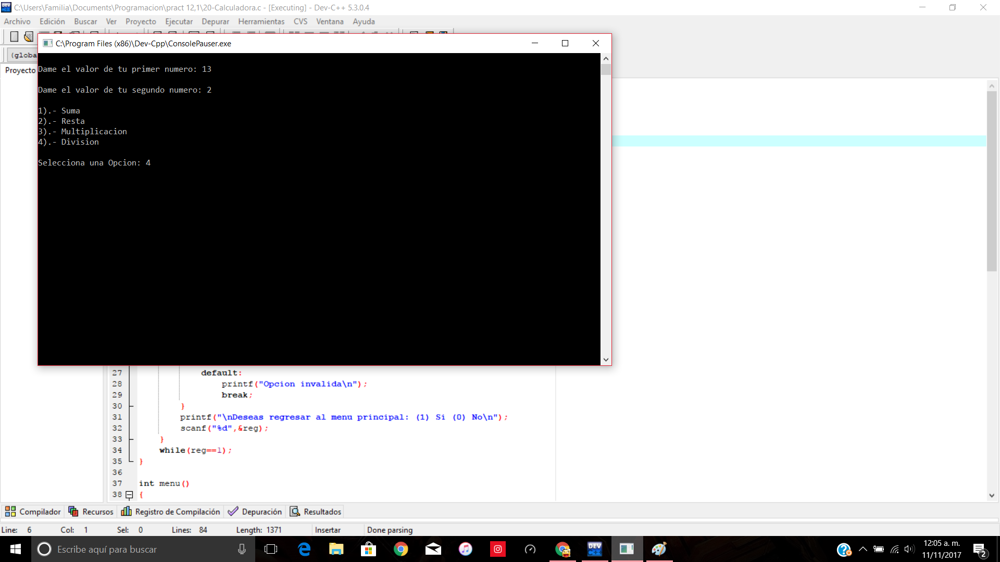 C:\Users\Familia\Documents\Programacion\pract 12,1\20-Calculadora.c - [Executing] - Dev-C++ 5.3.0.4
Archivo Edición Buscar Ver Proyecto Ejecutar Depurar Herramientas CVS Ventana Ayuda
C:\Program Files (x86)\Dev-Cpp\ConsolePauser.exe
(globa
Proyecto
Dame el valor de tu primer numero: 13
Dame el valor de tu segundo numero: 2
1).- Suma
2).- Resta
3).- Multiplicacion
4).- Division
Selecciona una Opcion: 4
27 default:
28 printf("Opcion invalida\n");
29 break;
30 }
31 printf("\nDeseas regresar al menu principal: (1) Si (0) No\n");
32 scanf("%d",&reg);
33 }
34 while(reg==1);
35 }
36
37 int menu()
38 {
Compilador Recursos Registro de Compilación Depuración Resultados
Line: 6 Col: 1 Sel: 0 Lines: 84 Length: 1371 Insertar Done parsing
Escribe aquí para buscar
DEV C++
12:05 a. m.
11/11/2017
2